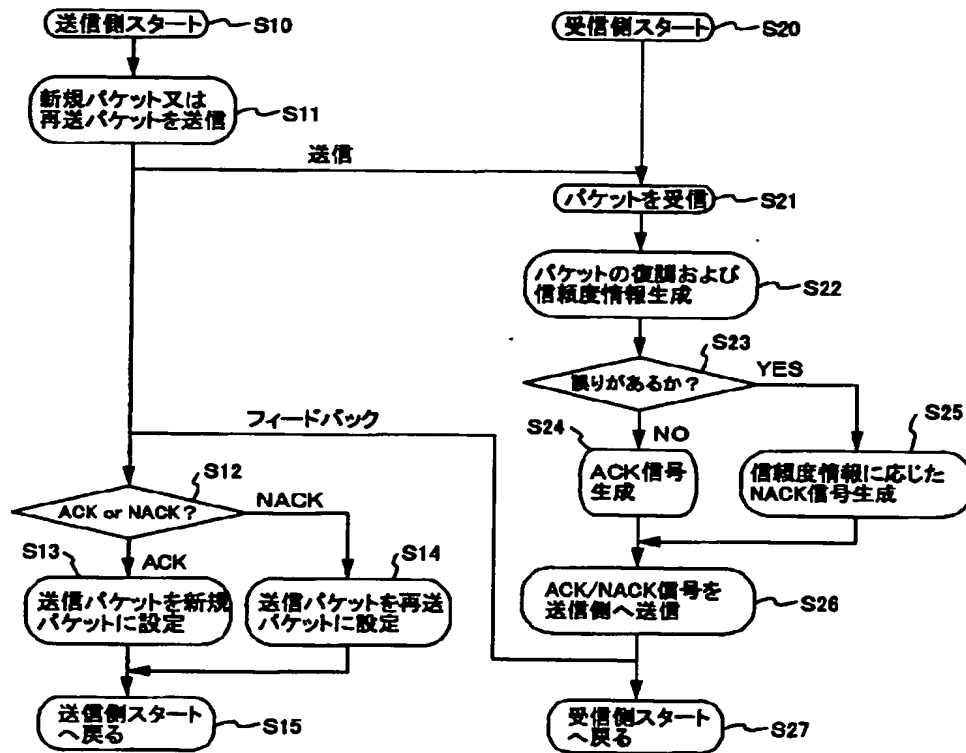 送信側スタート
S10
新規パケット又は
再送パケットを送信
S11
送信
受信側スタート
S20
パケットを受信
S21
パケットの復調および
信頼度情報生成
S22
S23
誤りがあるか？
YES
NO
S24
ACK信号
生成
S25
信頼度情報に応じた
NACK信号生成
フィードバック
S12
ACK or NACK？
NACK
ACK
S13
送信パケットを新規
パケットに設定
S14
送信パケットを再送
パケットに設定
ACK/NACK信号を
送信側へ送信
S26
送信側スタート
へ戻る
S15
受信側スタート
へ戻る
S27